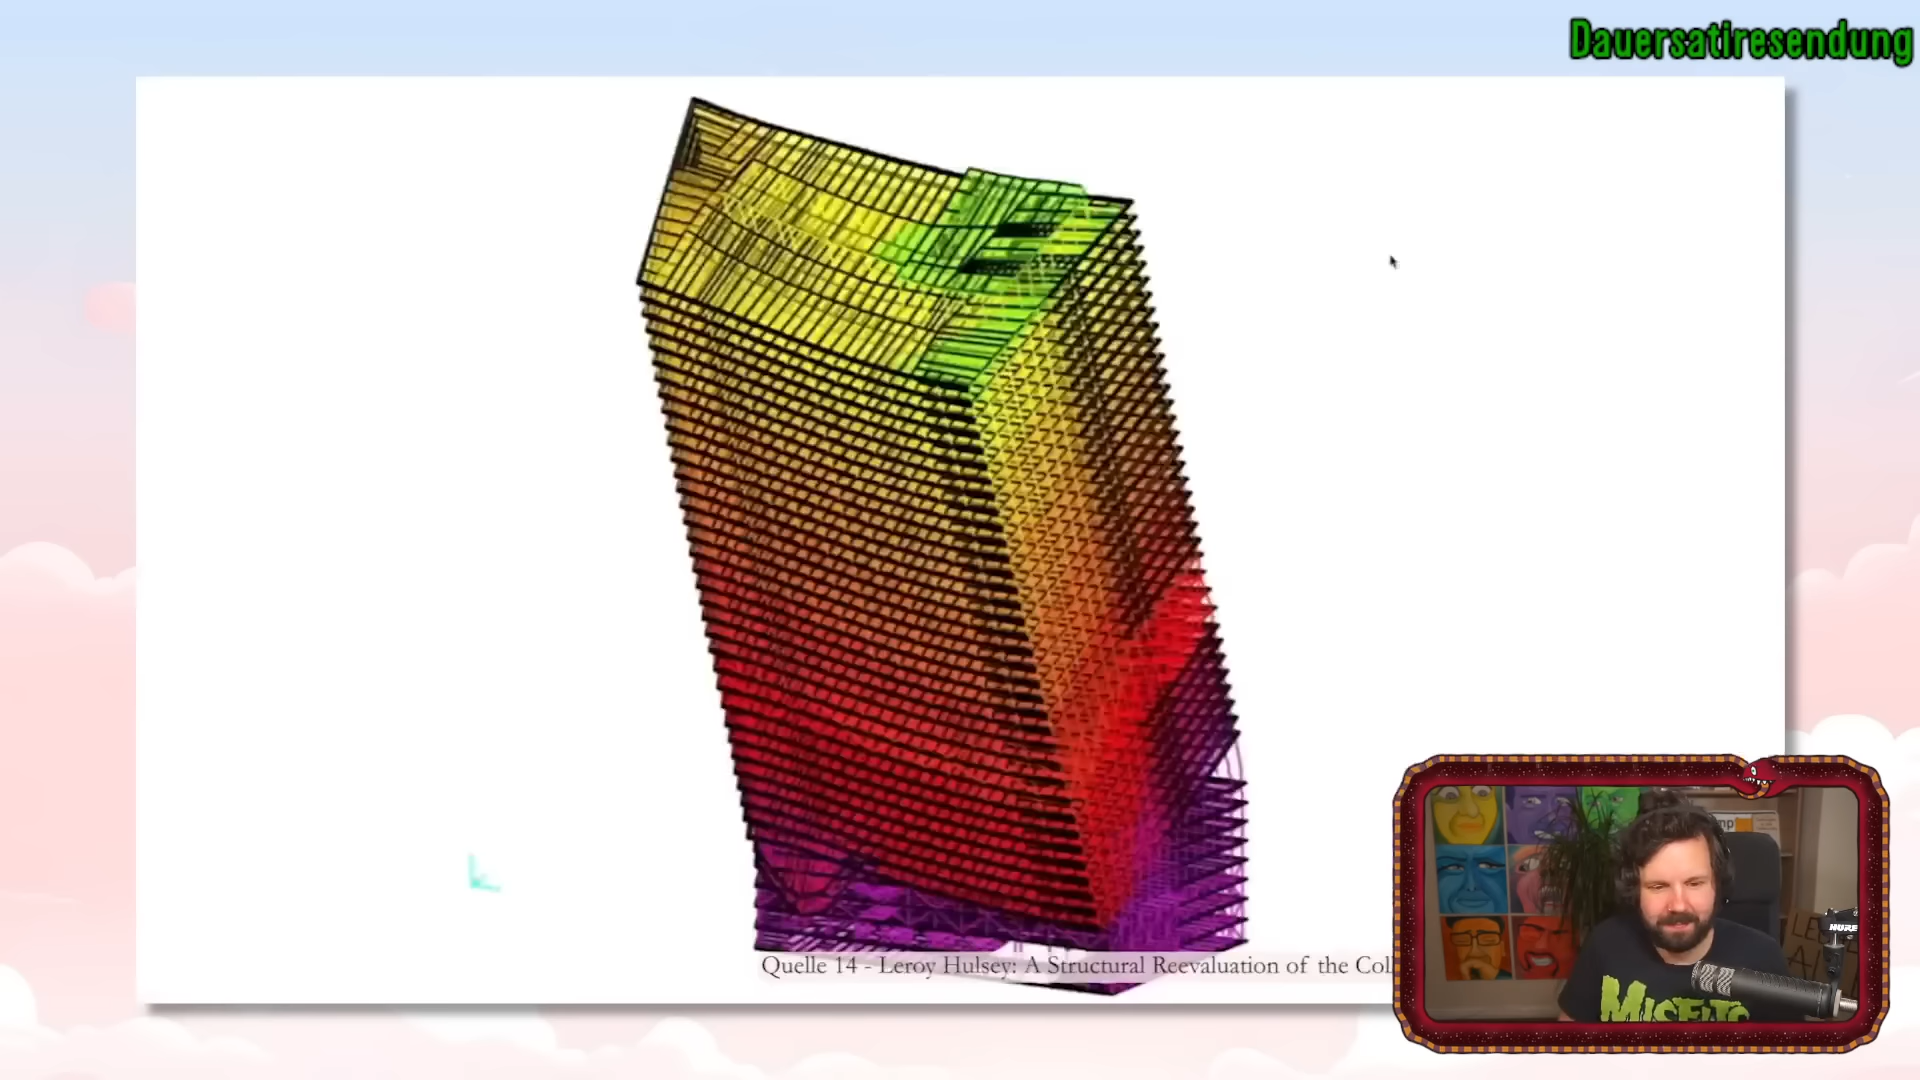 Dauersatiresendung
Quelle 14 - Leroy Hulsey: A Structural Reevaluation of the Col
MISFITS